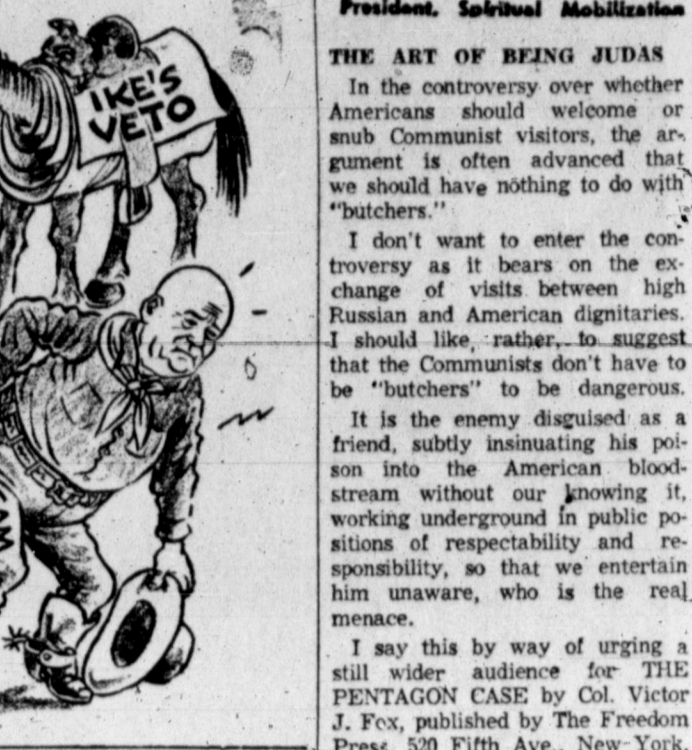 IKE'S
VETO
President, Spiritual Mobilization
THE ART OF BEING JUDAS
In the controversy over whether
Americans should welcome or
snub Communist visitors, the ar-
gument is often advanced that
we should have nothing to do with
"butchers."
I don't want to enter the con-
troversy as it bears on the ex-
change of visits between high
Russian and American dignitaries.
I should like, rather, to suggest
that the Communists don't have to
be "butchers" to be dangerous.
It is the enemy disguised as a
friend, subtly insinuating his poi-
son into the American blood-
stream without our knowing it,
working underground in public po-
sitions of respectability and re-
sponsibility, so that we entertain
him unaware, who is the real
menace.
I say this by way of urging a
still wider audience for THE
PENTAGON CASE by Col. Victor
J. Fox, published by The Freedom
Press, 520 Fifth Ave., New York,